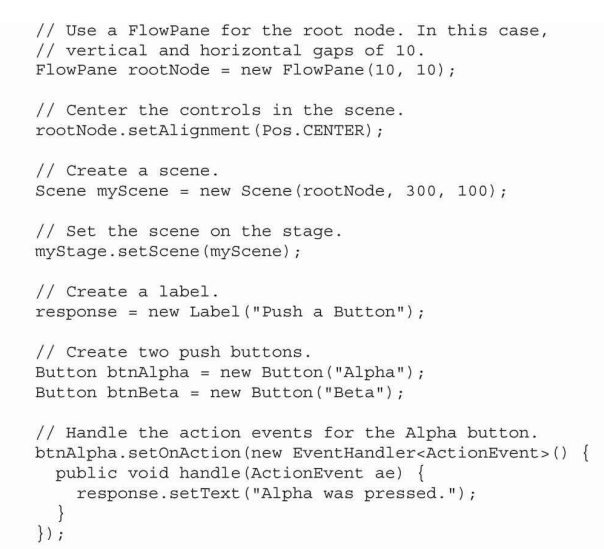 // Use a FlowPane for the root node. In this case,
// vertical and horizontal gaps of 10.
FlowPane rootNode = new FlowPane(10, 10);

// Center the controls in the scene.
rootNode.setAlignment(Pos.CENTER);

// Create a scene.
Scene myScene = new Scene(rootNode, 300, 100);

// Set the scene on the stage.
myStage.setScene(myScene);

// Create a label.
response = new Label("Push a Button");

// Create two push buttons.
Button btnAlpha = new Button("Alpha");
Button btnBeta = new Button("Beta");

// Handle the action events for the Alpha button.
btnAlpha.setOnAction(new EventHandler<ActionEvent>() {
  public void handle(ActionEvent ae) {
    response.setText("Alpha was pressed.");
  }
});